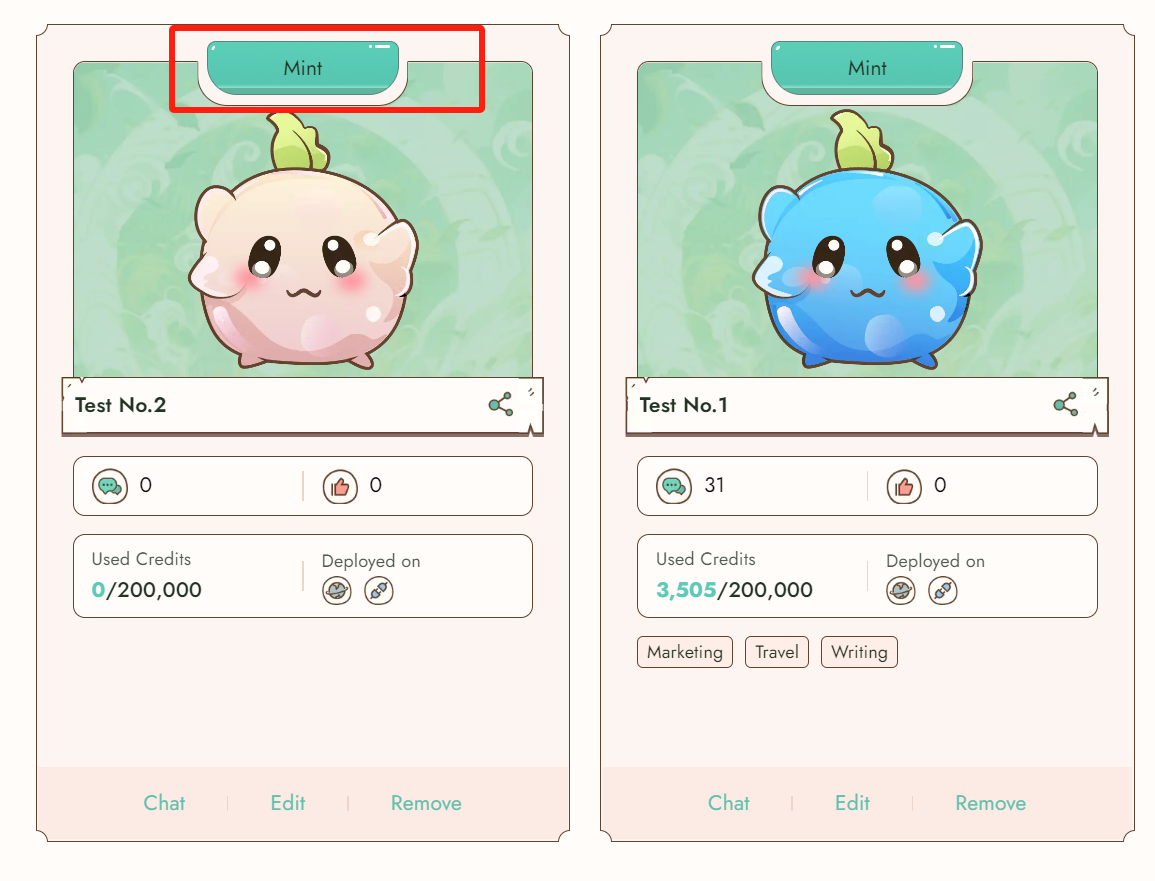 Mint
Test No.2
0
0
Used Credits
Deployed on
0/200,000
Chat
Edit
Remove
Mint
Test No.1
31
0
Used Credits
Deployed on
3,505/200,000
Marketing
Travel
Writing
Chat
Edit
Remove